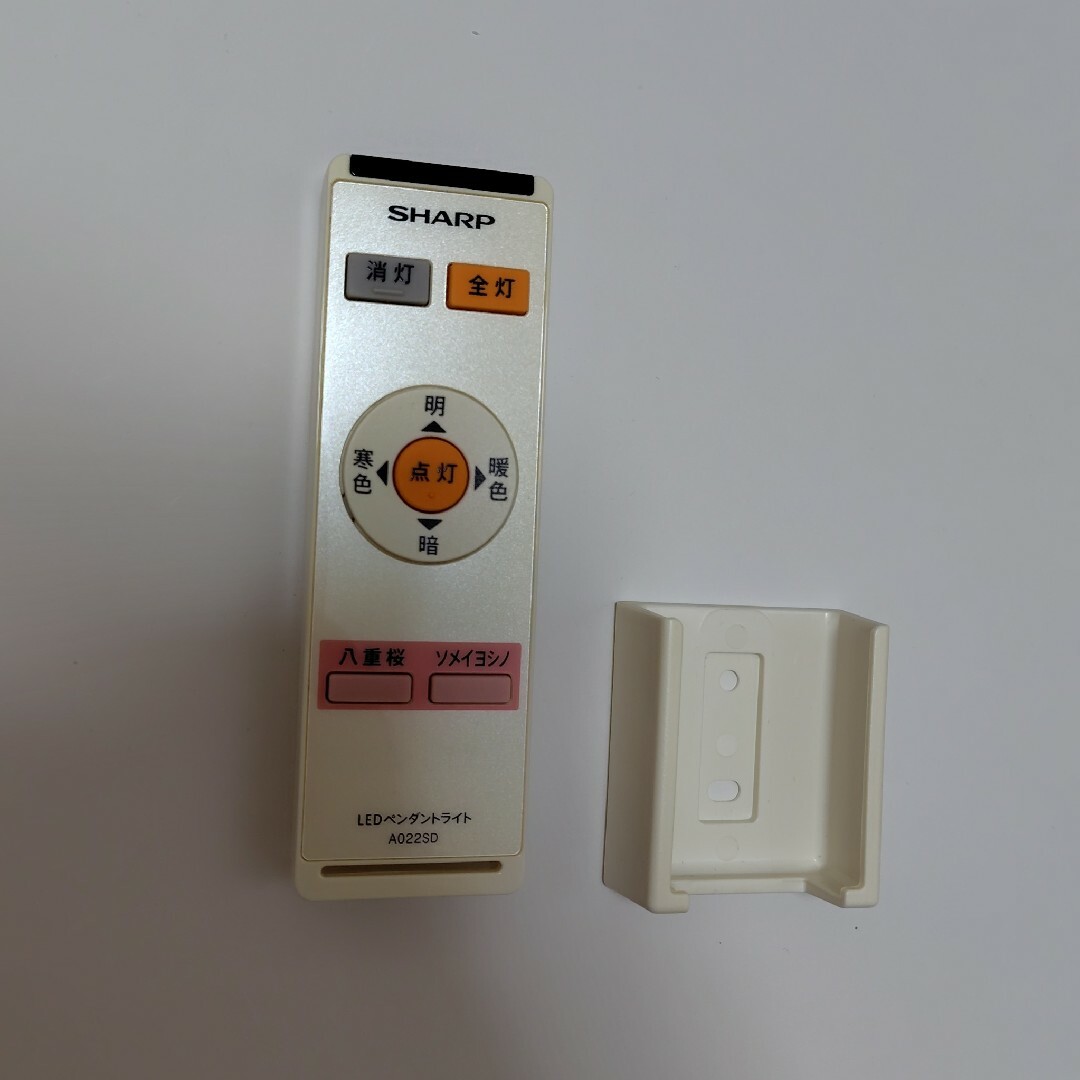 SHARP
消灯
全灯
明
寒色
点灯
暖色
暗
八重桜
ソメイヨシノ
LEDペンダントライト
A022SD